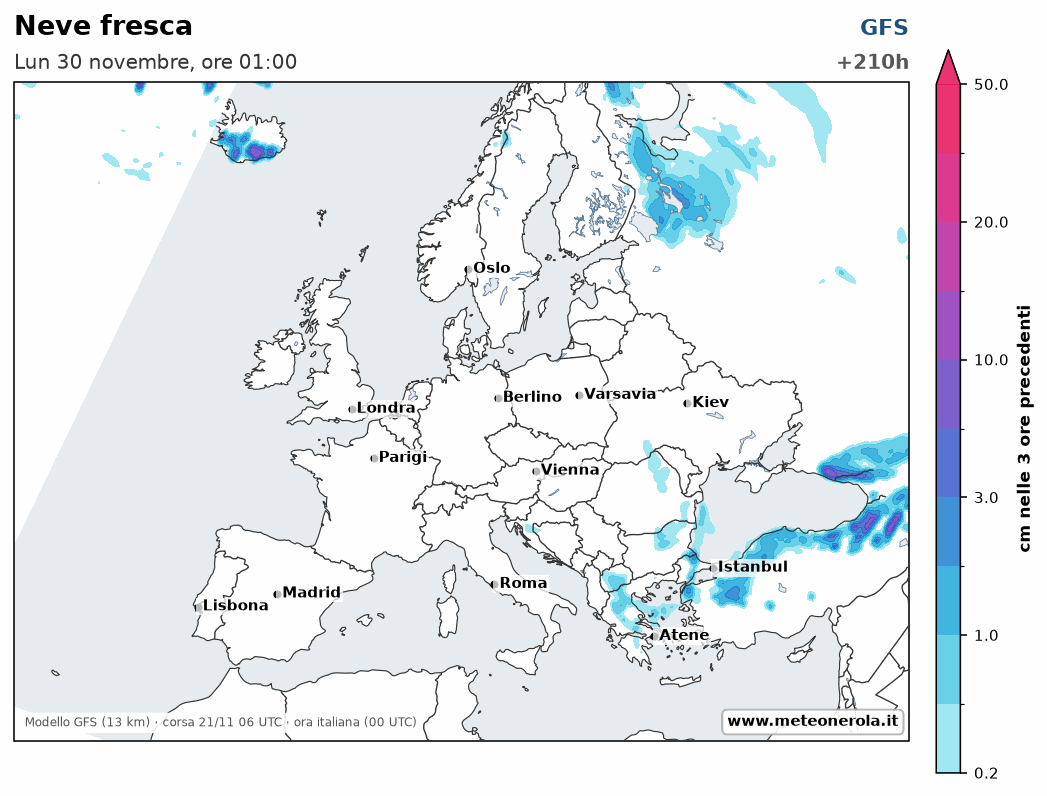 Neve fresca
GFS
Lun 30 novembre, ore 01:00
+210h
50.0
20.0
10.0
3.0
1.0
0.2
cm nelle 3 ore precedenti
Oslo
Berlino
Varsavia
Kiev
Londra
Parigi
Vienna
Istanbul
Roma
Madrid
Lisbona
Atene
Modello GFS (13 km) · corsa 21/11 06 UTC · ora italiana (00 UTC)
www.meteonerola.it